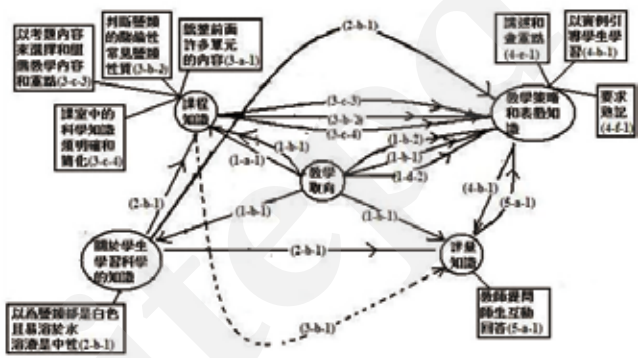 以考題內容
來選擇和關
聯教學內容
和重點(3-c-3)
判斷鹽類
的酸鹼性
常見鹽類
性質(3-b-2)
統整前面
許多單元
的內容(3-a-1)
(2-b-1)
講述和
畫重點
(4-e-1)
以實例引
導學生學
習(4-b-1)
課程
知識
(3-c-3)
(3-b-2)
(3-c-4)
教學策略
和表徵知
識
要求
熟記
(4-f-1)
課室中的
科學知識
須明確和
簡化(3-c-4)
(1-b-1)
(1-a-1)
(1-b-2)
(1-b-1)
(1-d-2)
教學
取向
(2-b-1)
(1-b-1)
(1-b-1)
(4-b-1)
(5-a-1)
關於學生
學習科學
的知識
(2-b-1)
評量
知識
以為鹽類都是白色
且易溶於水
溶液是中性(2-b-1)
(3-b-1)
教師提問
師生互動
回答(5-a-1)